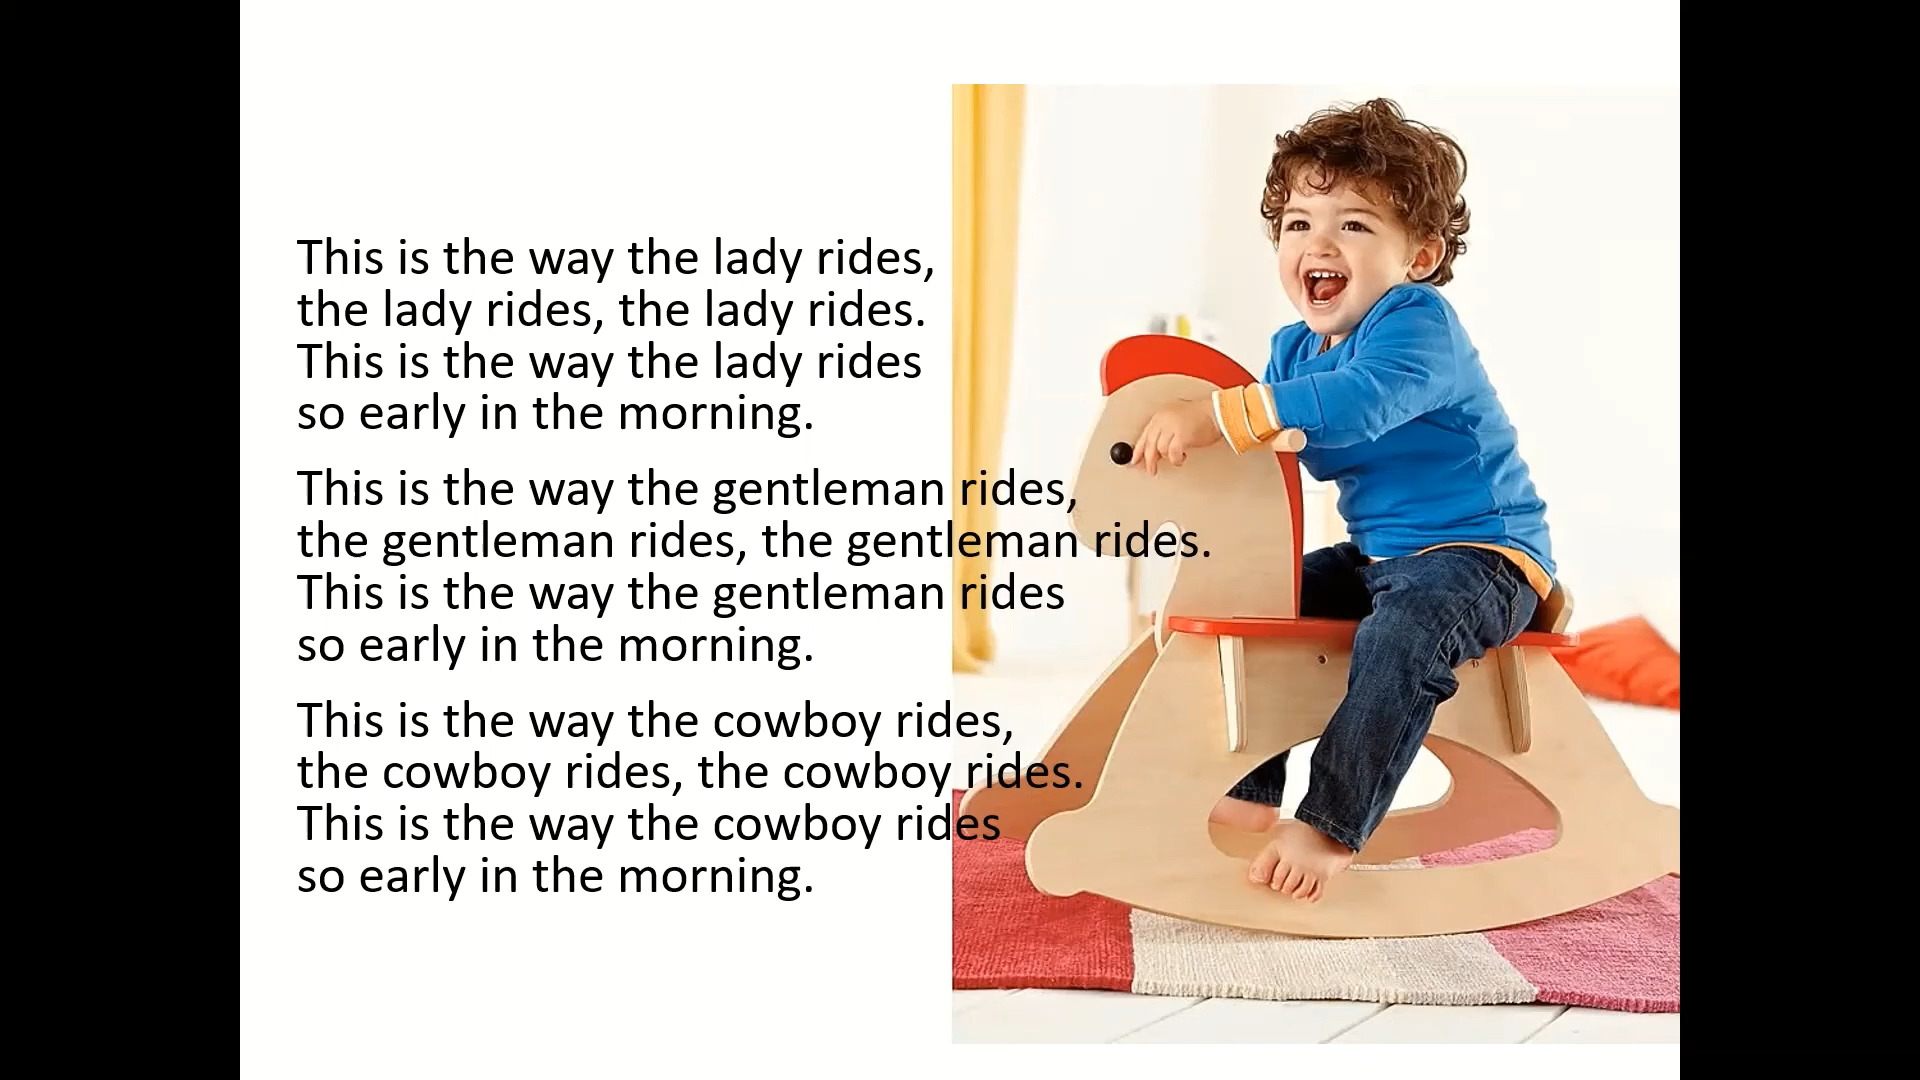 This is the way the lady rides,
the lady rides, the lady rides.
This is the way the lady rides
so early in the morning.
This is the way the gentleman rides,
the gentleman rides, the gentleman rides.
This is the way the gentleman rides
so early in the morning.
This is the way the cowboy rides,
the cowboy rides, the cowboy rides.
This is the way the cowboy rides
so early in the morning.